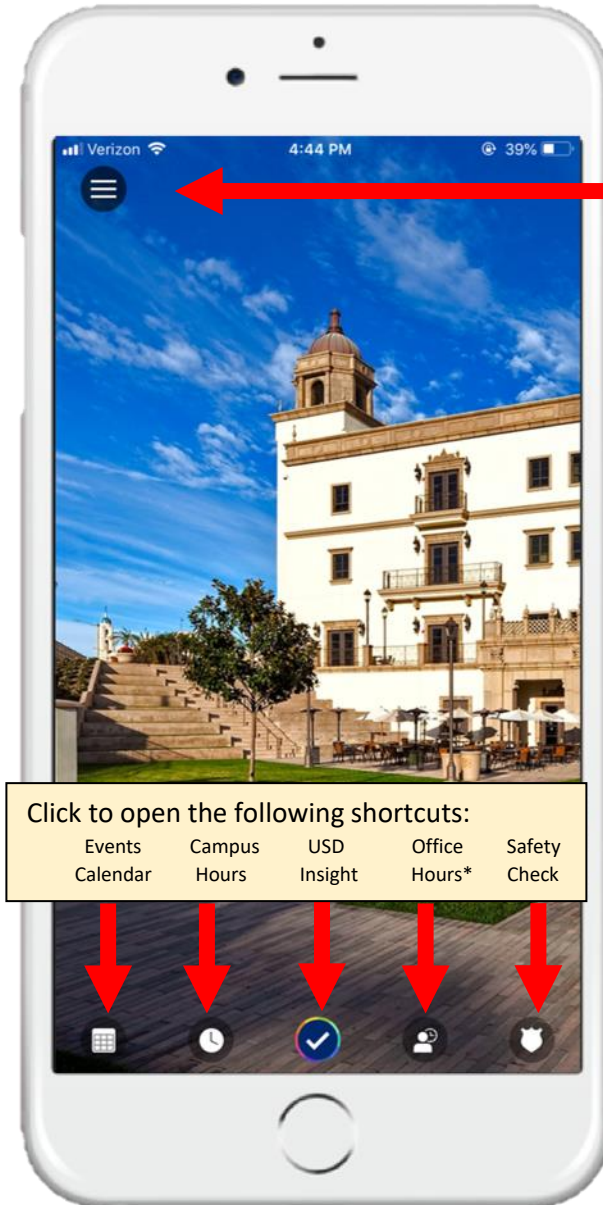 Verizon 4:44 PM 39%
Click to open the following shortcuts:
Events Campus USD Office Safety
Calendar Hours Insight Hours* Check